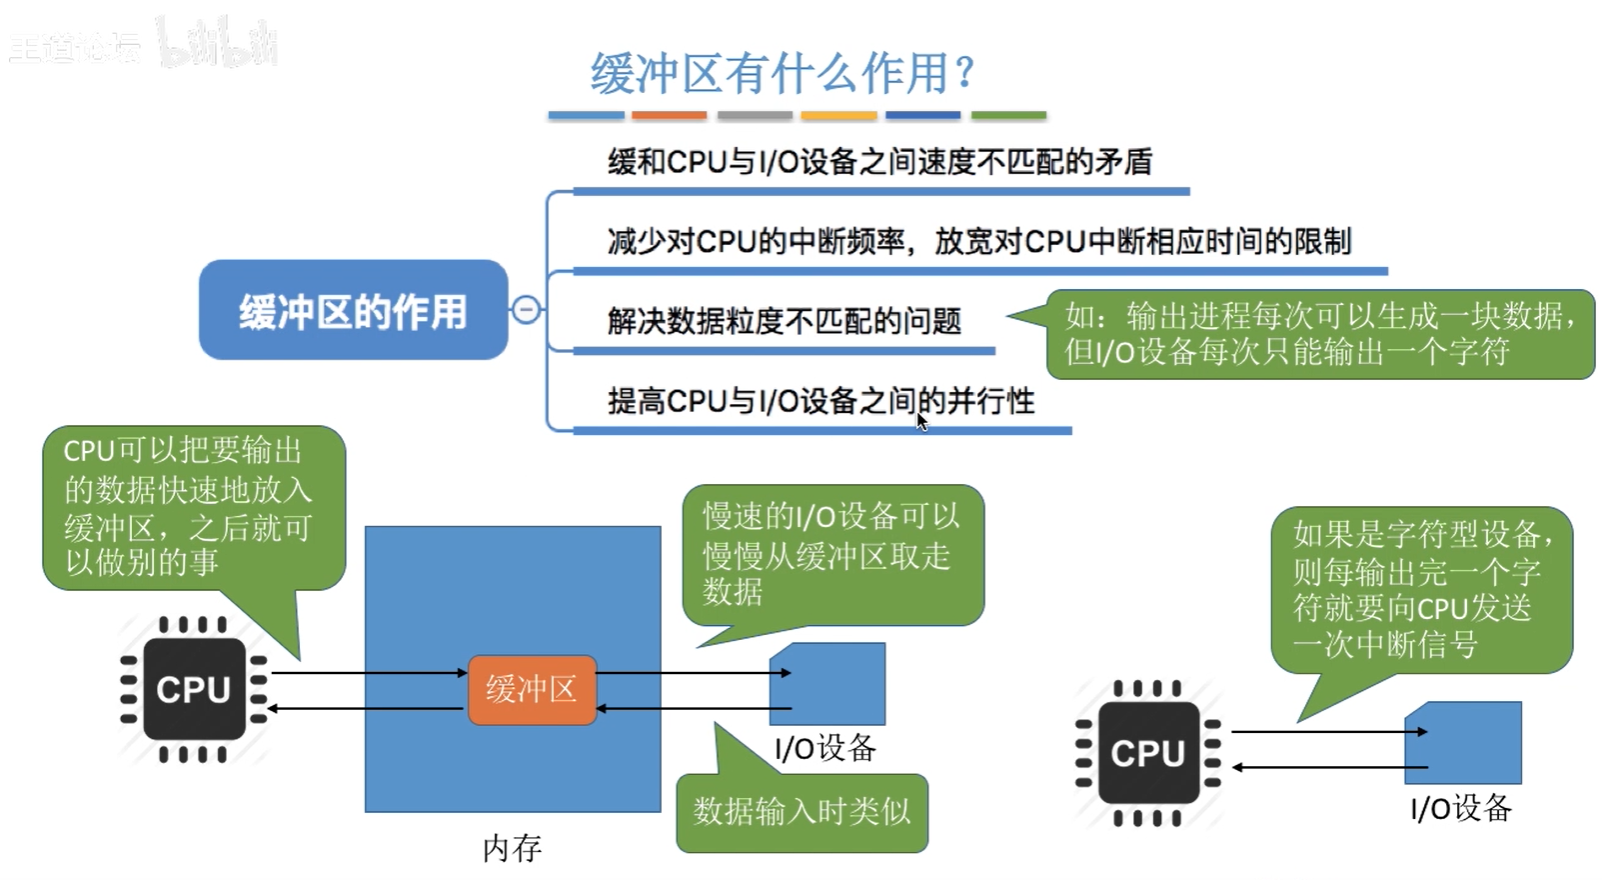 王道论坛 bilibili
缓冲区有什么作用？
缓和CPU与I/O设备之间速度不匹配的矛盾
减少对CPU的中断频率，放宽对CPU中断相应时间的限制
缓冲区的作用
解决数据粒度不匹配的问题
如：输出进程每次可以生成一块数据，
但I/O设备每次只能输出一个字符
提高CPU与I/O设备之间的并行性
CPU可以把要输出
的数据快速地放入
缓冲区，之后就可
以做别的事
慢速的I/O设备可以
慢慢从缓冲区取走
数据
如果是字符型设备，
则每输出完一个字
符就要向CPU发送
一次中断信号
CPU
缓冲区
I/O设备
数据输入时类似
内存
CPU
I/O设备